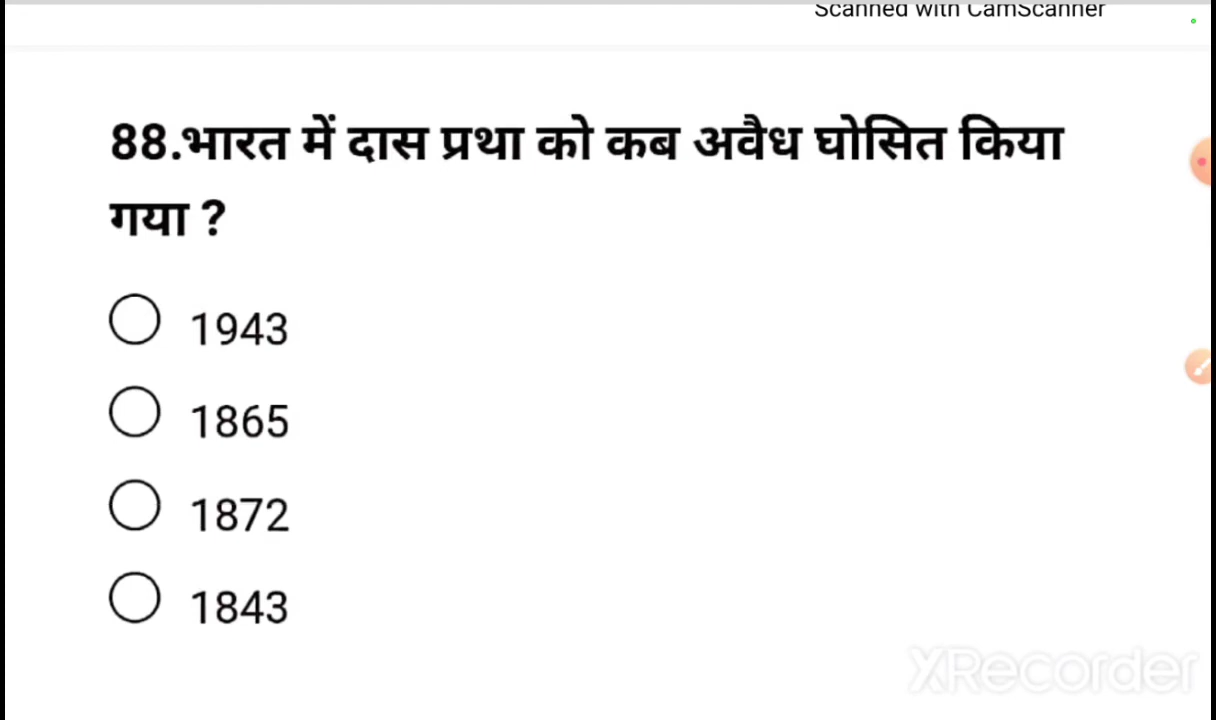 Scanned with CamScanner
88.भारत में दास प्रथा को कब अवैध घोसित किया
गया ?
1943
1865
1872
1843
XRecorder